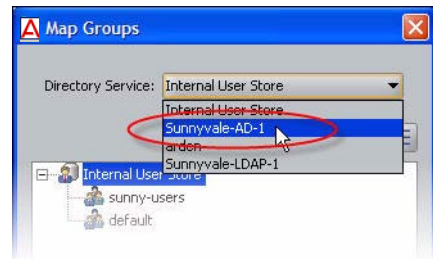 Map Groups
Directory Service: Internal User Store
Internal User Store
Sunnyvale-AD-1
arden
Sunnyvale-LDAP-1
Internal User Store
sunny-users
default